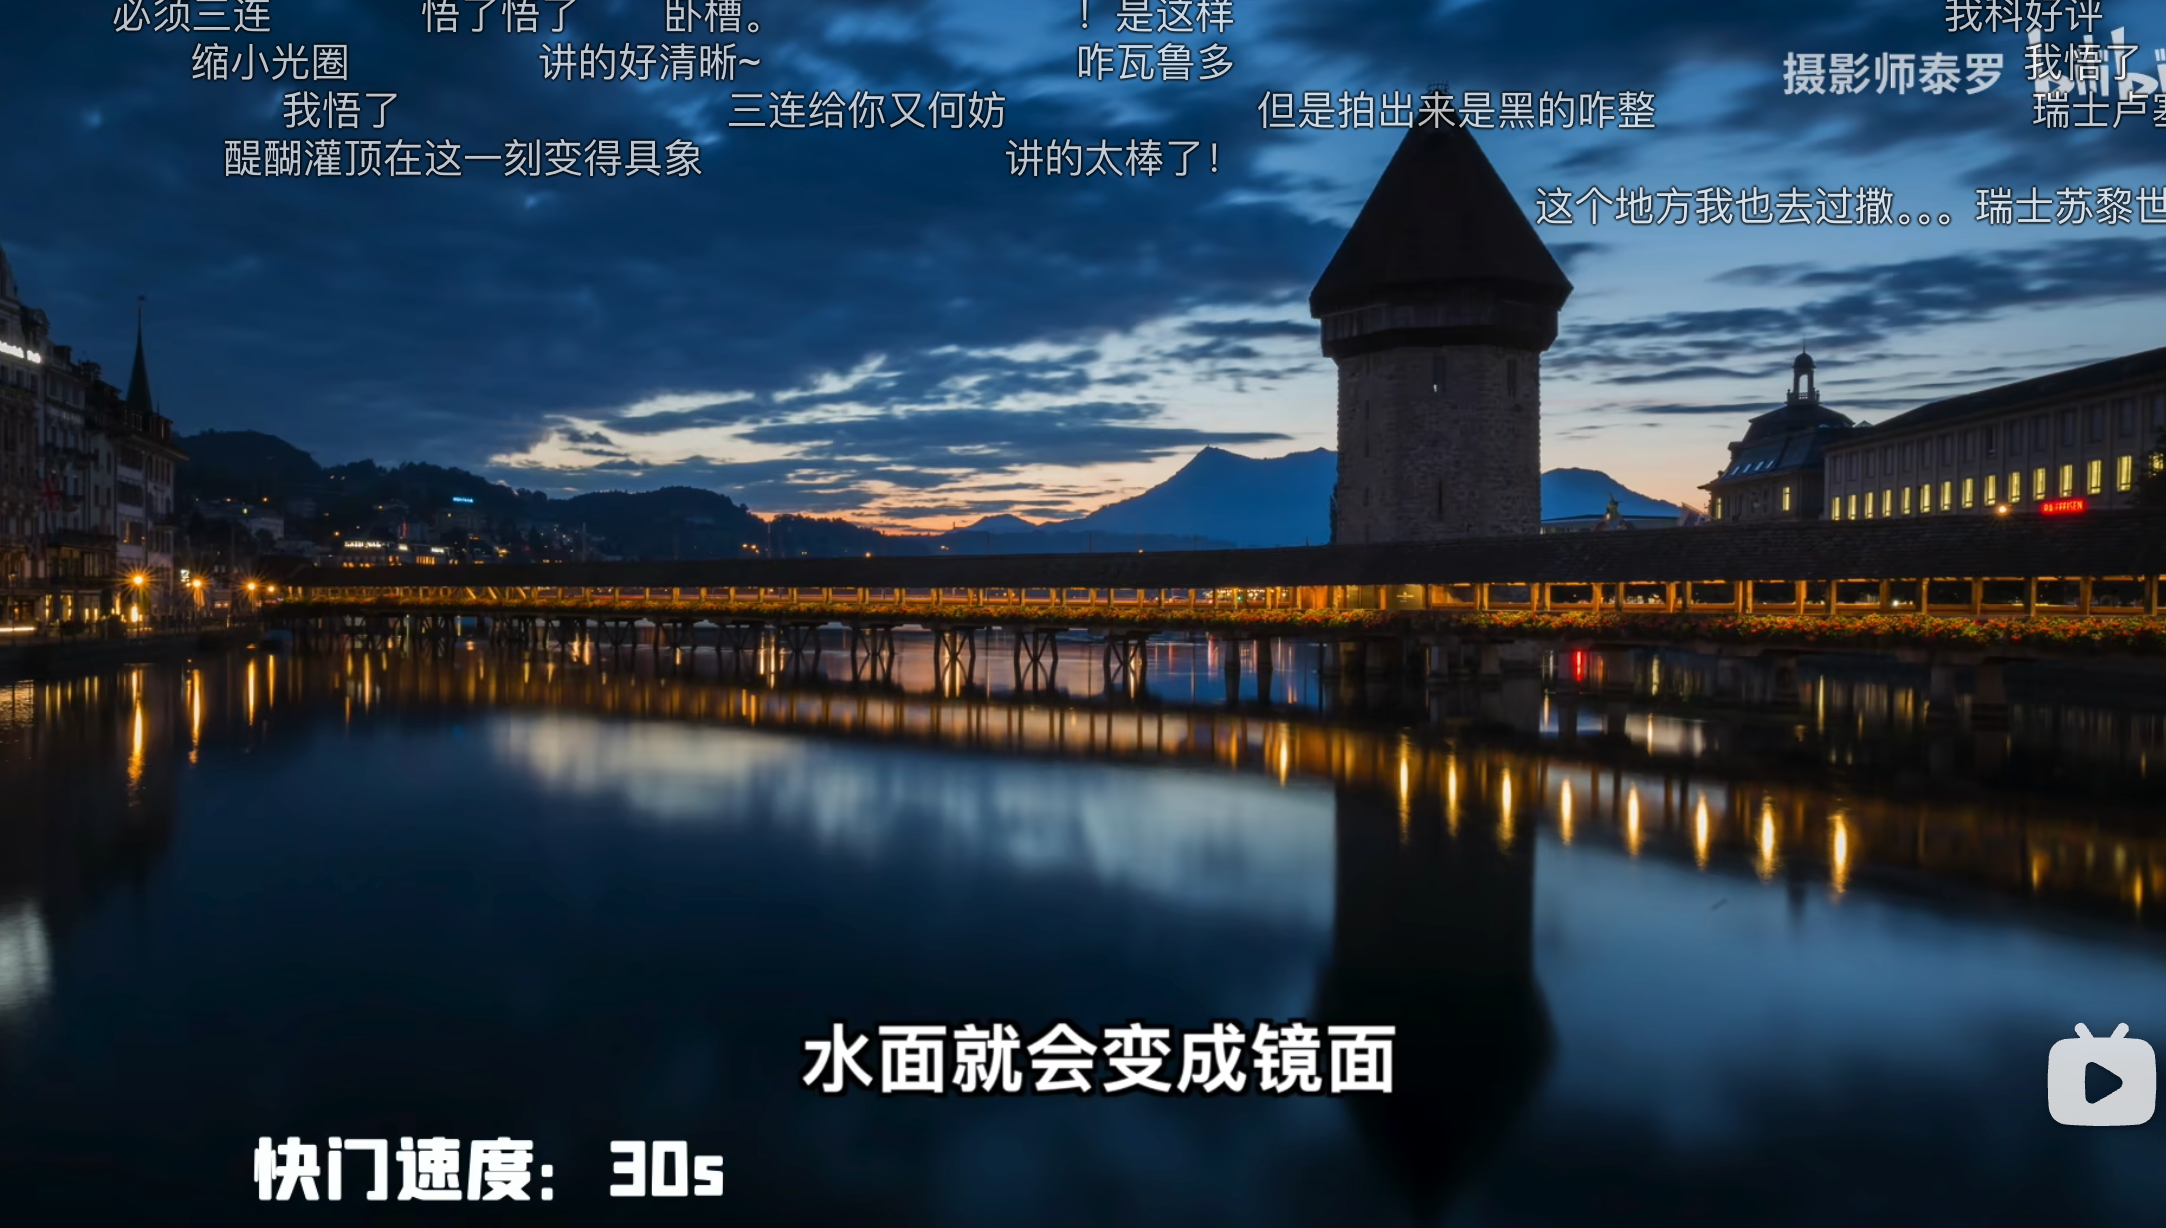 必须三连 悟了悟了 卧槽。 ！是这样 我科好评
缩小光圈 讲的好清晰~ 咋瓦鲁多 摄影师泰罗 我悟了
我悟了 三连给你又何妨 但是拍出来是黑的咋整 瑞士卢塞
醍醐灌顶在这一刻变得具象 讲的太棒了！
这个地方我也去过撒。。。瑞士苏黎世
RAIFFEISEN
水面就会变成镜面
快门速度： 30s